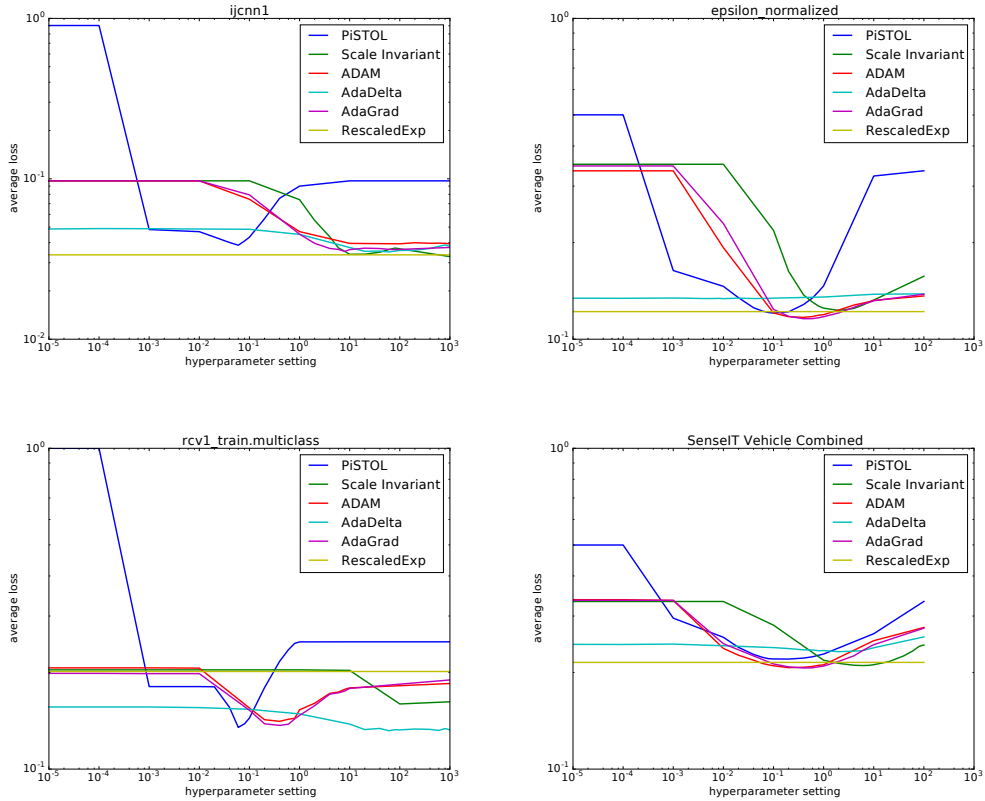 ijcnn1
10^0
10^-1
10^-2
average loss
PiSTOL
Scale Invariant
ADAM
AdaDelta
AdaGrad
RescaledExp
10^-5 10^-4 10^-3 10^-2 10^-1 10^0 10^1 10^2 10^3
hyperparameter setting
epsilon_normalized
10^0
10^-1
average loss
PiSTOL
Scale Invariant
ADAM
AdaDelta
AdaGrad
RescaledExp
10^-5 10^-4 10^-3 10^-2 10^-1 10^0 10^1 10^2 10^3
hyperparameter setting
rcv1_train.multiclass
10^0
10^-1
average loss
PiSTOL
Scale Invariant
ADAM
AdaDelta
AdaGrad
RescaledExp
10^-5 10^-4 10^-3 10^-2 10^-1 10^0 10^1 10^2 10^3
hyperparameter setting
SenseIT Vehicle Combined
10^0
10^-1
average loss
PiSTOL
Scale Invariant
ADAM
AdaDelta
AdaGrad
RescaledExp
10^-5 10^-4 10^-3 10^-2 10^-1 10^0 10^1 10^2 10^3
hyperparameter setting